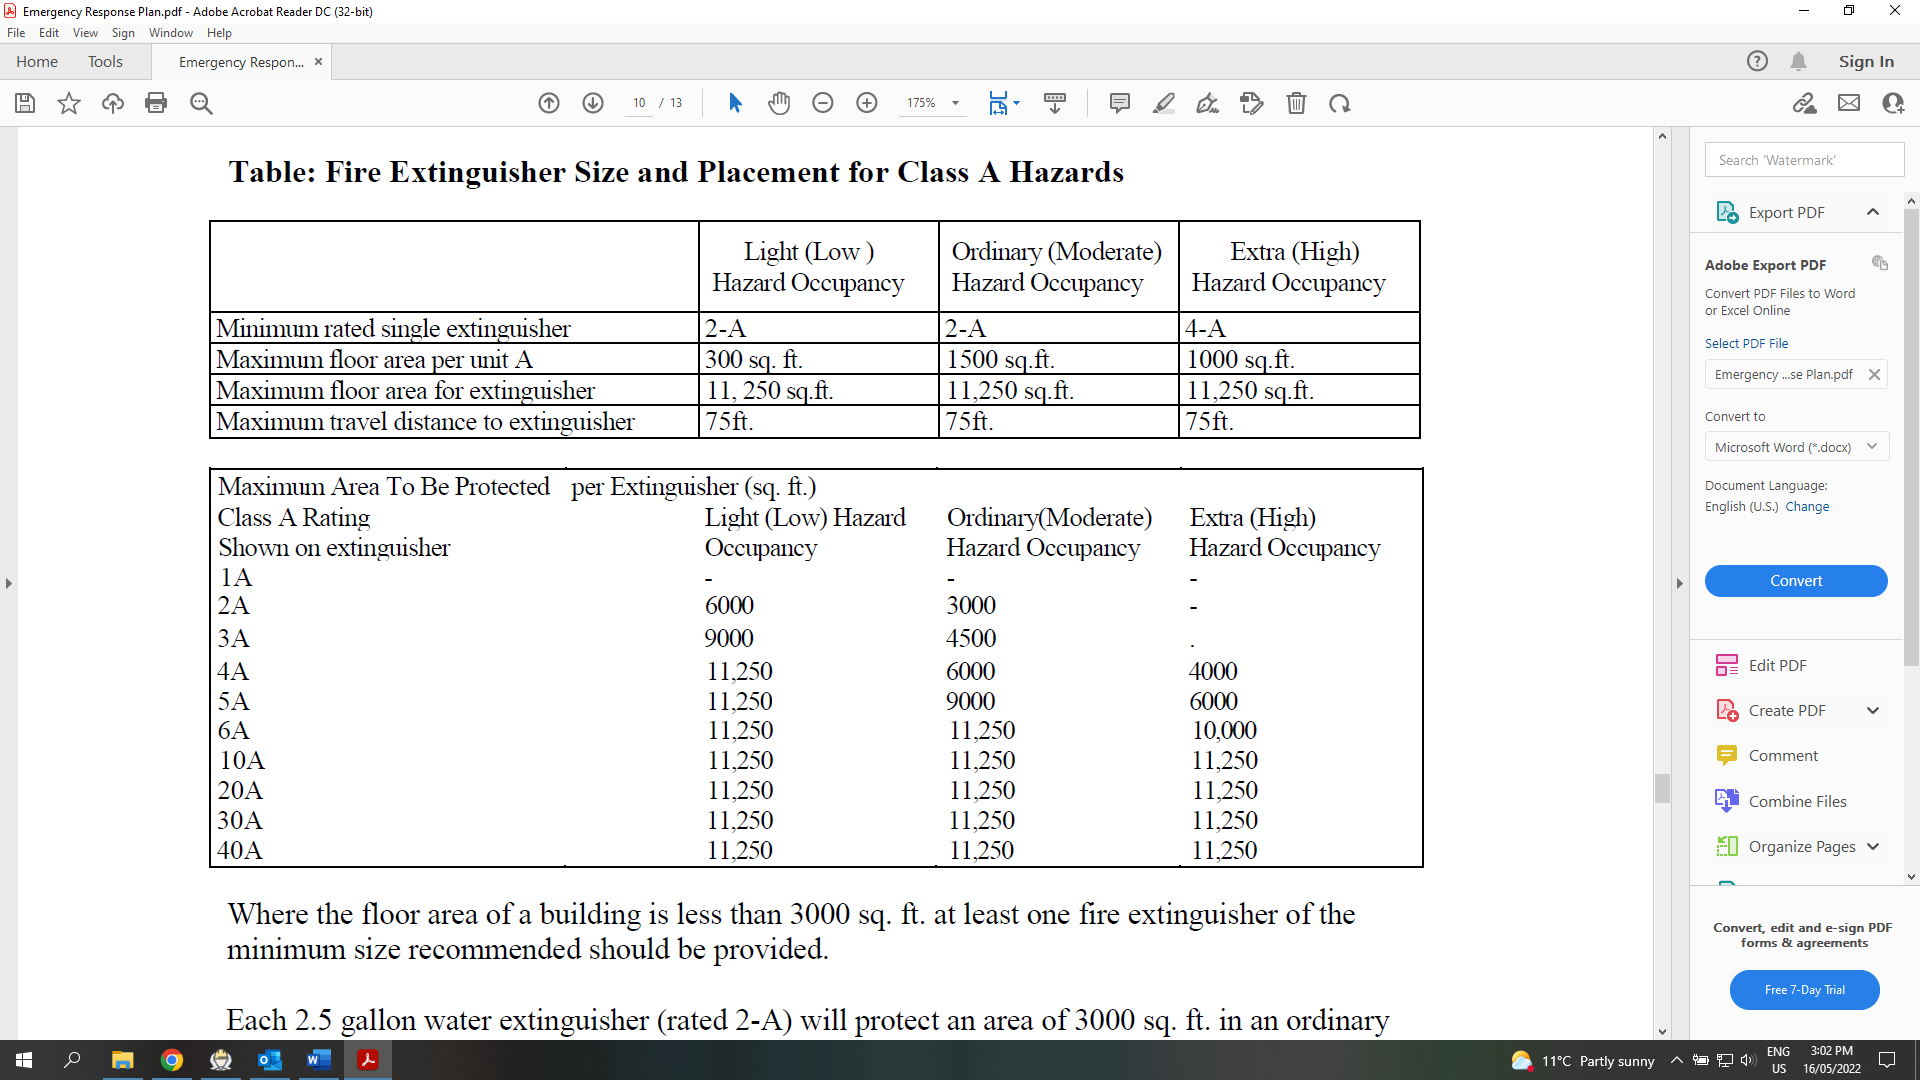 Emergency Response Plan.pdf - Adobe Acrobat Reader DC (32-bit)
File Edit View Sign Window Help
Home Tools Emergency Respon... × Sign In
10 / 13 175%
Table: Fire Extinguisher Size and Placement for Class A Hazards
Light (Low ) Ordinary (Moderate) Extra (High)
Hazard Occupancy Hazard Occupancy Hazard Occupancy
Minimum rated single extinguisher 2-A 2-A 4-A
Maximum floor area per unit A 300 sq. ft. 1500 sq.ft. 1000 sq.ft.
Maximum floor area for extinguisher 11, 250 sq.ft. 11,250 sq.ft. 11,250 sq.ft.
Maximum travel distance to extinguisher 75ft. 75ft. 75ft.
Maximum Area To Be Protected per Extinguisher (sq. ft.)
Class A Rating Light (Low) Hazard Ordinary(Moderate) Extra (High)
Shown on extinguisher Occupancy Hazard Occupancy Hazard Occupancy
1A - - -
2A 6000 3000 -
3A 9000 4500 .
4A 11,250 6000 4000
5A 11,250 9000 6000
6A 11,250 11,250 10,000
10A 11,250 11,250 11,250
20A 11,250 11,250 11,250
30A 11,250 11,250 11,250
40A 11,250 11,250 11,250
Where the floor area of a building is less than 3000 sq. ft. at least one fire extinguisher of the
minimum size recommended should be provided.
Each 2.5 gallon water extinguisher (rated 2-A) will protect an area of 3000 sq. ft. in an ordinary
Search 'Watermark'
Export PDF
Adobe Export PDF
Convert PDF Files to Word
or Excel Online
Select PDF File
Emergency ...se Plan.pdf
Convert to
Microsoft Word (*.docx)
Document Language:
English (U.S.) Change
Convert
Edit PDF
Create PDF
Comment
Combine Files
Organize Pages
Convert, edit and e-sign PDF
forms & agreements
Free 7-Day Trial
11°C Partly sunny
ENG
US
3:02 PM
16/05/2022